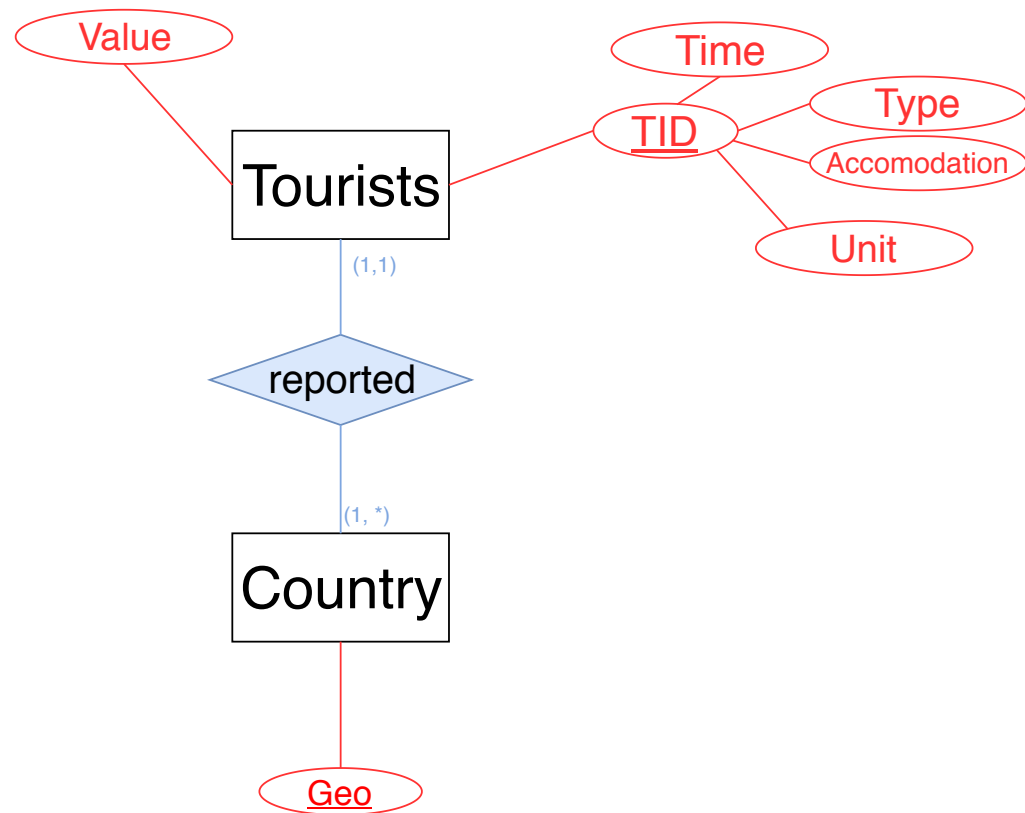 Value
Time
TID
Type
Accomodation
Unit
Tourists
(1,1)
reported
(1, *)
Country
Geo